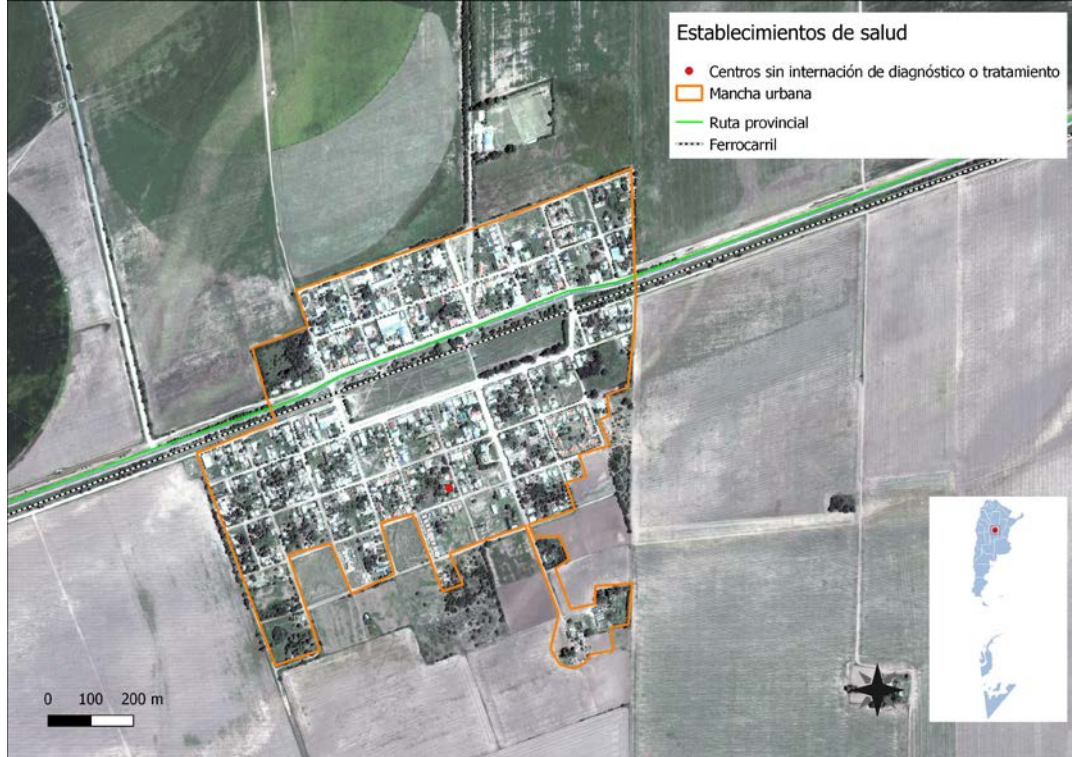 Establecimientos de salud
Centros sin internación de diagnóstico o tratamiento
Mancha urbana
Ruta provincial
Ferrocarril
0 100 200 m